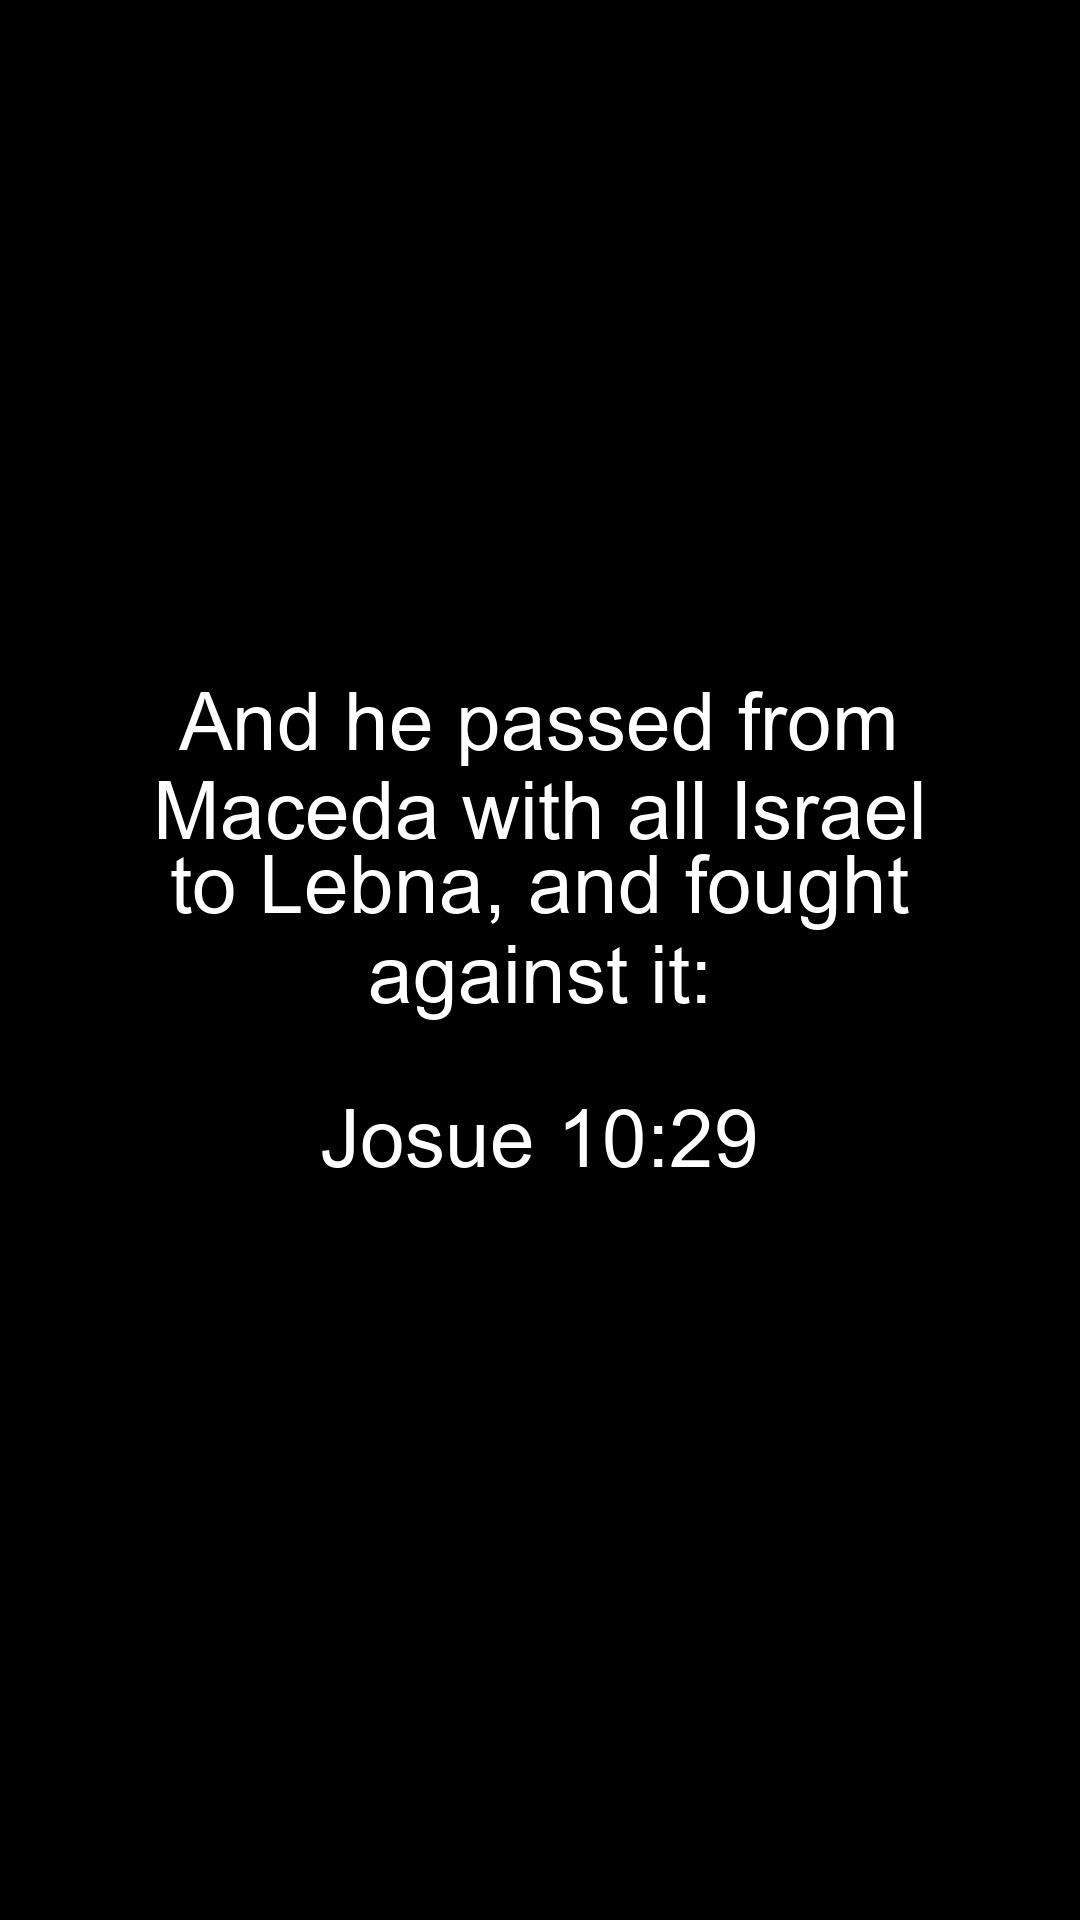 And he passed from
Maceda with all Israel
to Lebna, and fought
against it:
Josue 10:29